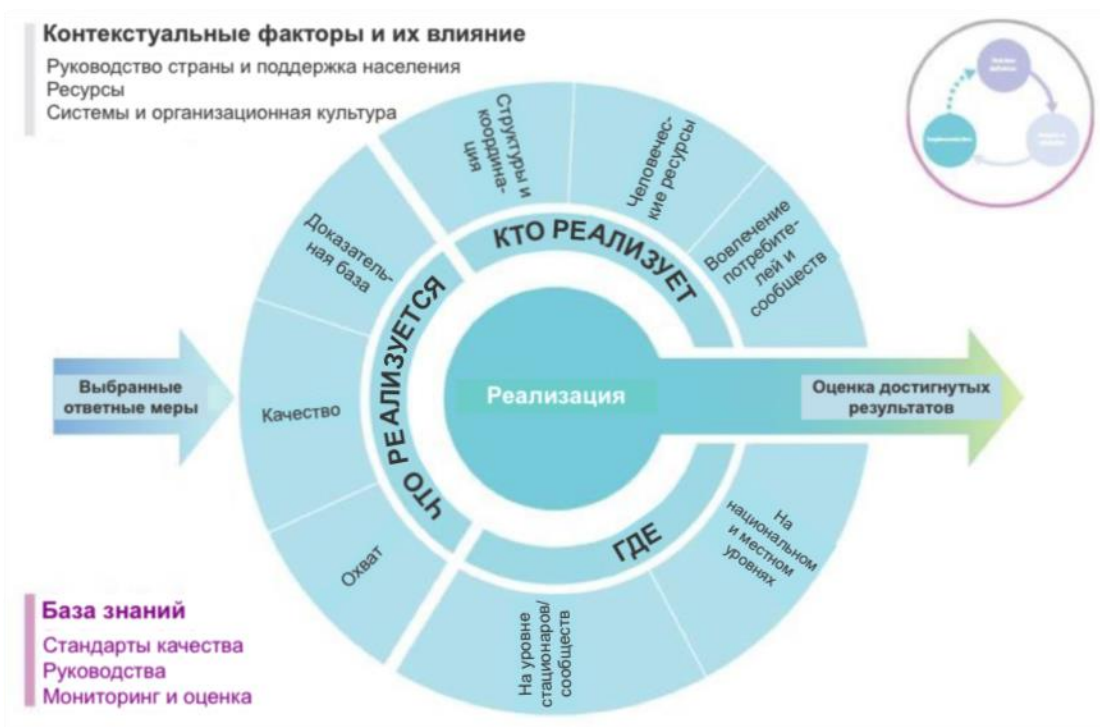 Контекстуальные факторы и их влияние
Руководство страны и поддержка населения
Ресурсы
Системы и организационная культура
Структуры и
координа-
ция
Человечес-
кие ресурсы
Вовлечение
потребите-
лей и
сообществ
КТО РЕАЛИЗУЕТ
Доказатель-
ная база
Качество
Охват
ЧТО РЕАЛИЗУЕТСЯ
Выбранные
ответные меры
Реализация
Оценка достигнутых
результатов
ГДЕ
На
национальном
и местном
уровнях
На уровне
стационаров/
сообществ
База знаний
Стандарты качества
Руководства
Мониторинг и оценка